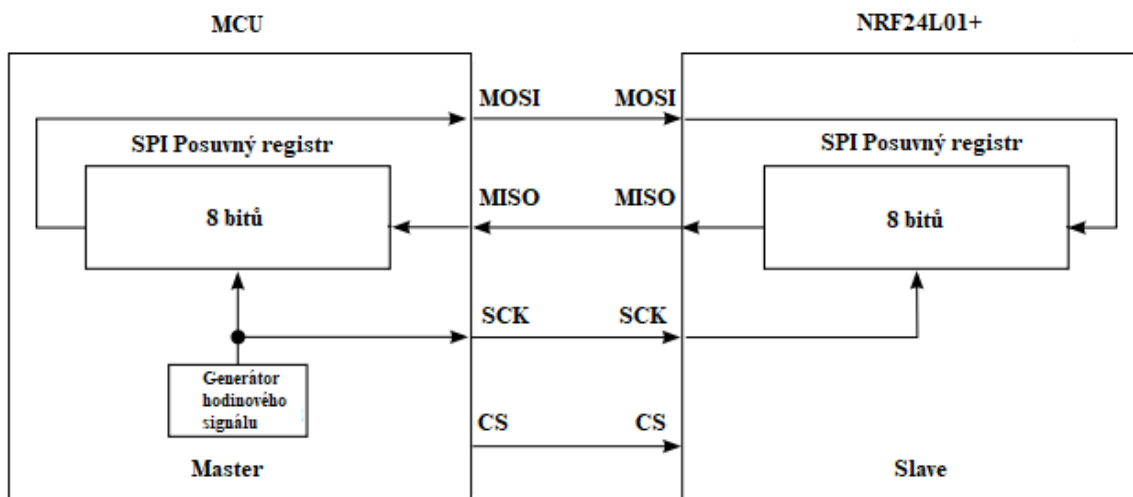 MCU
NRF24L01+
MOSI
MOSI
SPI Posuvný registr
SPI Posuvný registr
8 bitů
MISO
MISO
8 bitů
SCK
SCK
Generátor
hodinového
signálu
CS
CS
Master
Slave